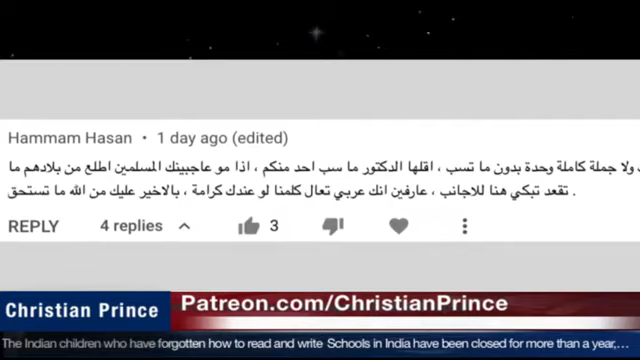 Hammam Hasan • 1 day ago (edited)
ولا جملة كاملة وحدة بدون ما تسب ، اقلها الدكتور ما سب احد منكم ، اذا مو عاجبينك المسلمين اطلع من بلادهم ما
تقعد تبكي هنا للاجانب ، عارفين انك عربي تعال كلمنا لو عندك كرامة ، بالاخير عليك من الله ما تستحق .
REPLY 4 replies 3
Christian Prince
Patreon.com/ChristianPrince
The Indian children who have forgotten how to read and write Schools in India have been closed for more than a year,...